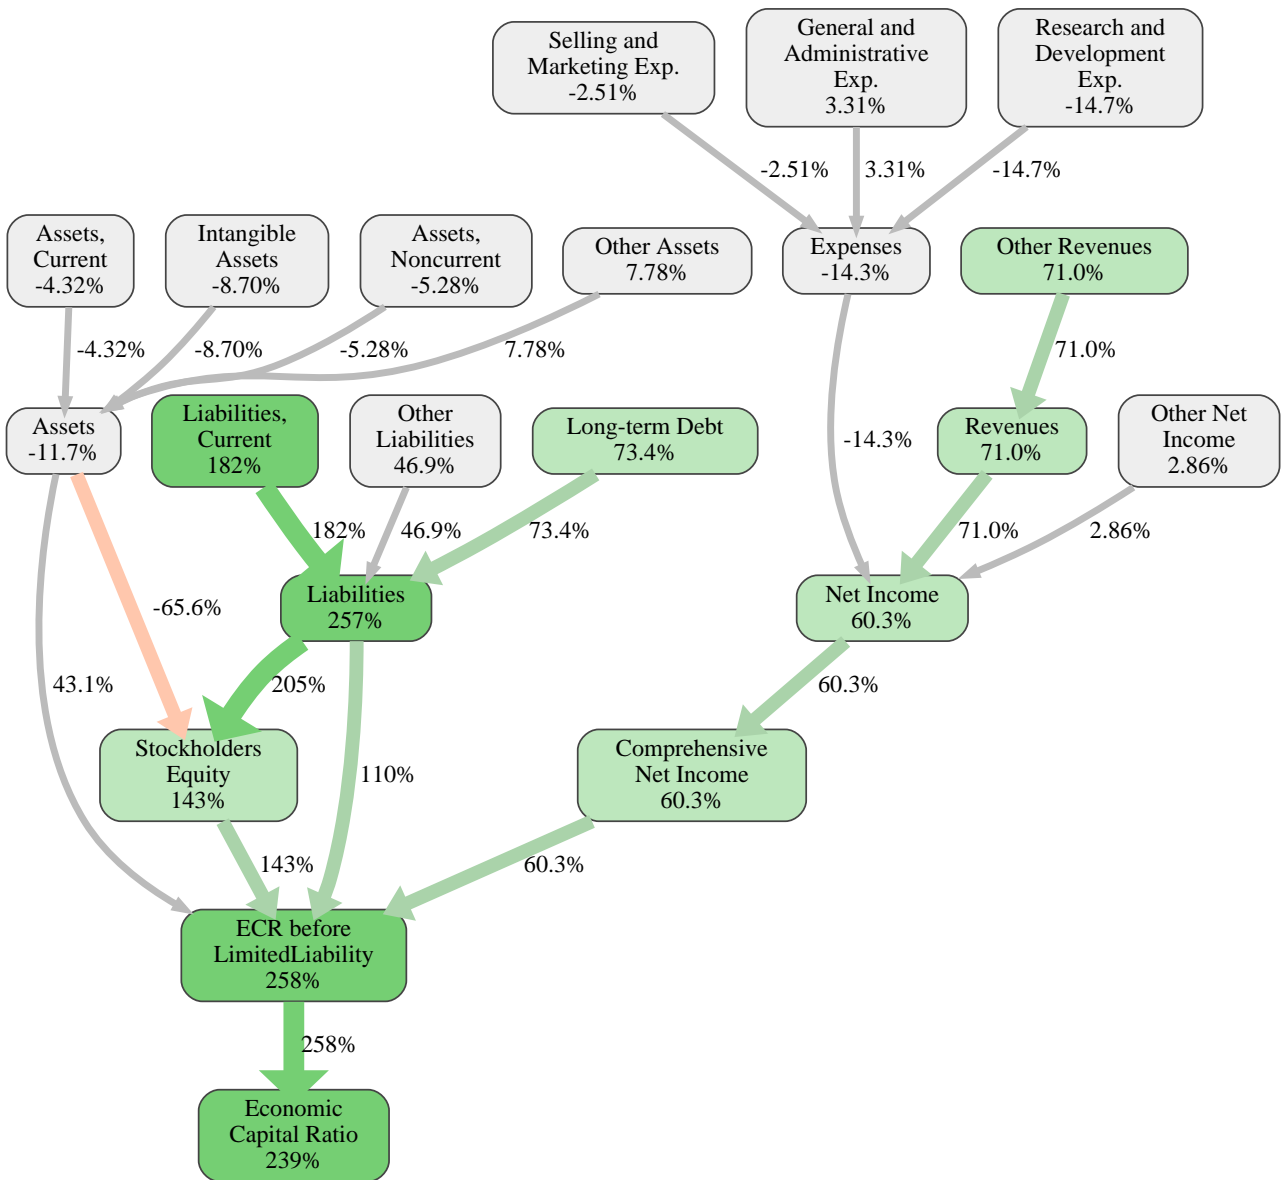 Selling and
Marketing Exp.
-2.51%
General and
Administrative
Exp.
3.31%
Research and
Development
Exp.
-14.7%
-2.51%
3.31%
-14.7%
Assets,
Current
-4.32%
Intangible
Assets
-8.70%
Assets,
Noncurrent
-5.28%
Other Assets
7.78%
Expenses
-14.3%
Other Revenues
71.0%
-4.32%
-8.70%
-5.28%
7.78%
71.0%
Assets
-11.7%
Liabilities,
Current
182%
Other
Liabilities
46.9%
Long-term Debt
73.4%
-14.3%
Revenues
71.0%
Other Net
Income
2.86%
182%
46.9%
73.4%
71.0%
2.86%
-65.6%
Liabilities
257%
Net Income
60.3%
43.1%
205%
60.3%
Stockholders
Equity
143%
110%
Comprehensive
Net Income
60.3%
143%
60.3%
ECR before
LimitedLiability
258%
258%
Economic
Capital Ratio
239%